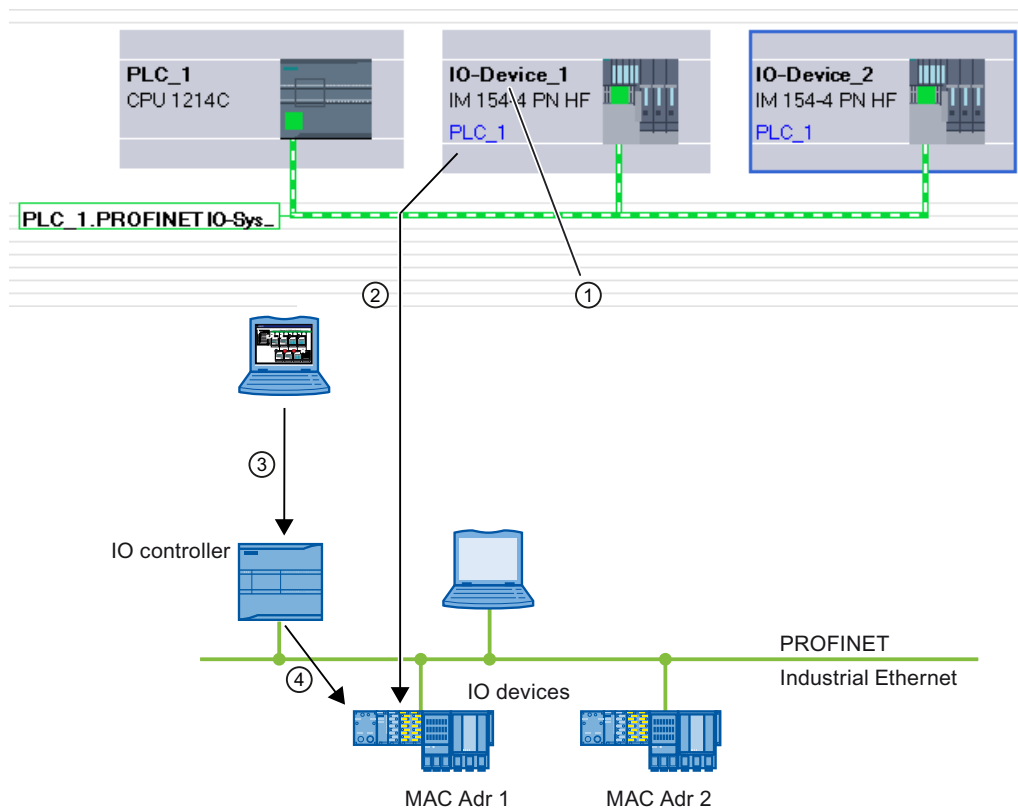 PLC_1
CPU 1214C
IO-Device_1
IM 154-4 PN HF
PLC_1
IO-Device_2
IM 154-4 PN HF
PLC_1
PLC_1.PROFINET IO-Sys_
②
①
③
IO controller
PROFINET
Industrial Ethernet
④
IO devices
MAC Adr 1
MAC Adr 2